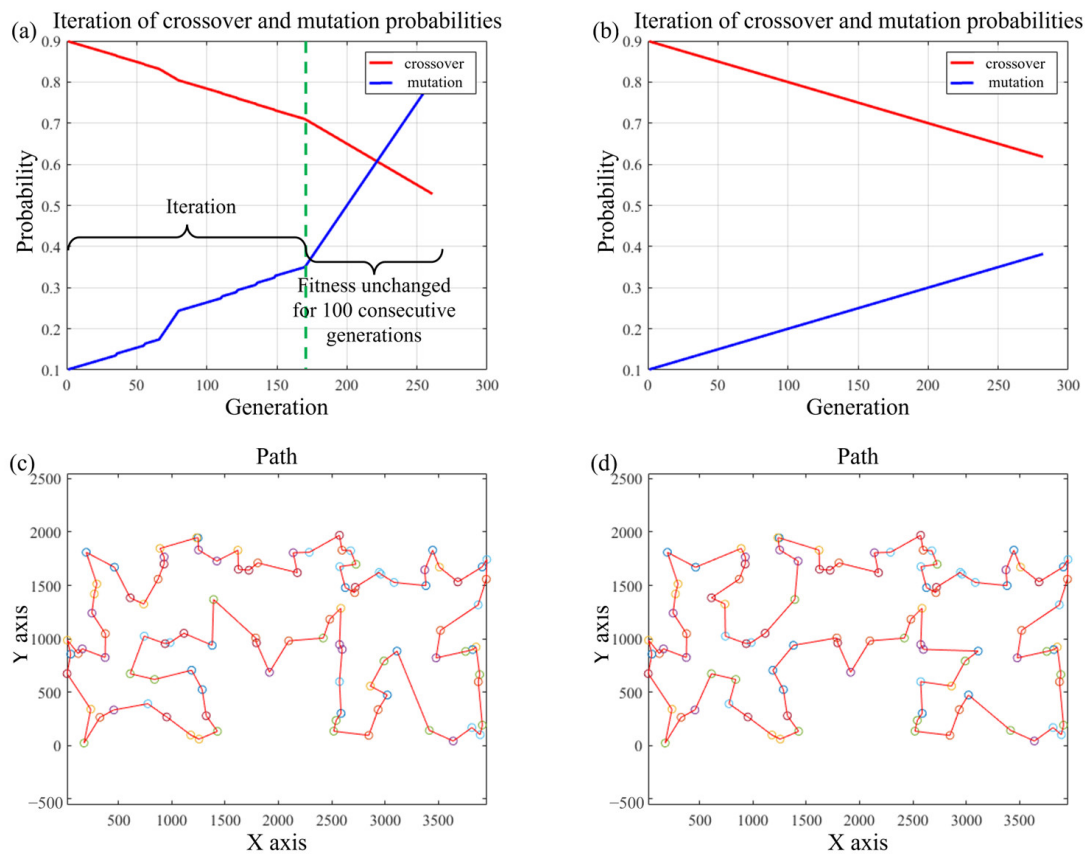 (a)
Iteration of crossover and mutation probabilities
0.9
0.8
0.7
0.6
0.5
0.4
0.3
0.2
0.1
Probability
crossover
mutation
Iteration
Fitness unchanged
for 100 consecutive
generations
0 50 100 150 200 250 300
Generation
(b)
Iteration of crossover and mutation probabilities
0.9
0.8
0.7
0.6
0.5
0.4
0.3
0.2
0.1
Probability
crossover
mutation
0 50 100 150 200 250 300
Generation
(c)
Path
2500
2000
1500
1000
500
0
−500
Y axis
500 1000 1500 2000 2500 3000 3500
X axis
(d)
Path
2500
2000
1500
1000
500
0
−500
Y axis
500 1000 1500 2000 2500 3000 3500
X axis